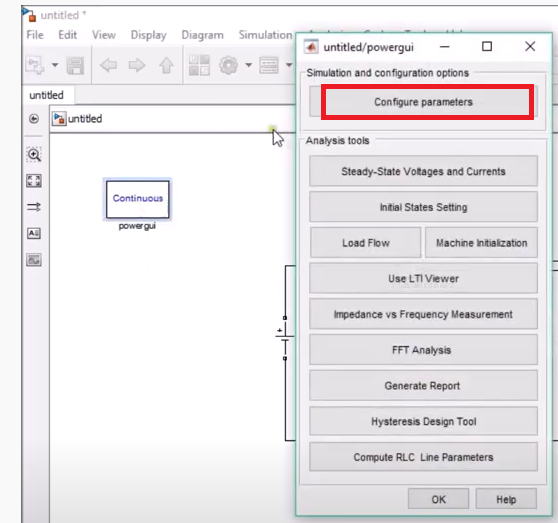 untitled *
File Edit View Display Diagram Simulation
untitled/powergui
Simulation and configuration options
untitled
Configure parameters
untitled
Analysis tools
Steady-State Voltages and Currents
Continuous
Initial States Setting
powergui
Load Flow Machine Initialization
Use LTI Viewer
Impedance vs Frequency Measurement
+
FFT Analysis
Generate Report
Hysteresis Design Tool
Compute RLC Line Parameters
OK Help